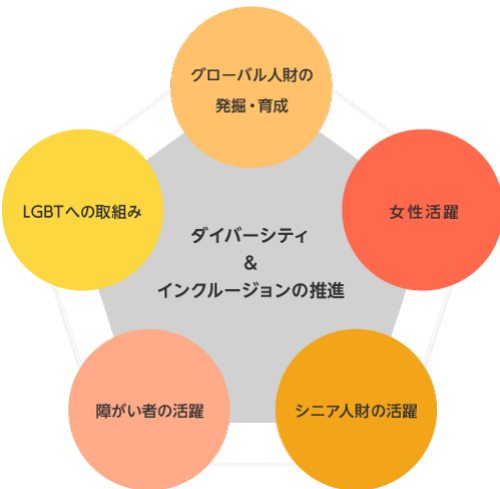 グローバル人財の
発掘・育成
LGBTへの取組み
女性活躍
ダイバーシティ
&
インクルージョンの推進
障がい者の活躍
シニア人財の活躍